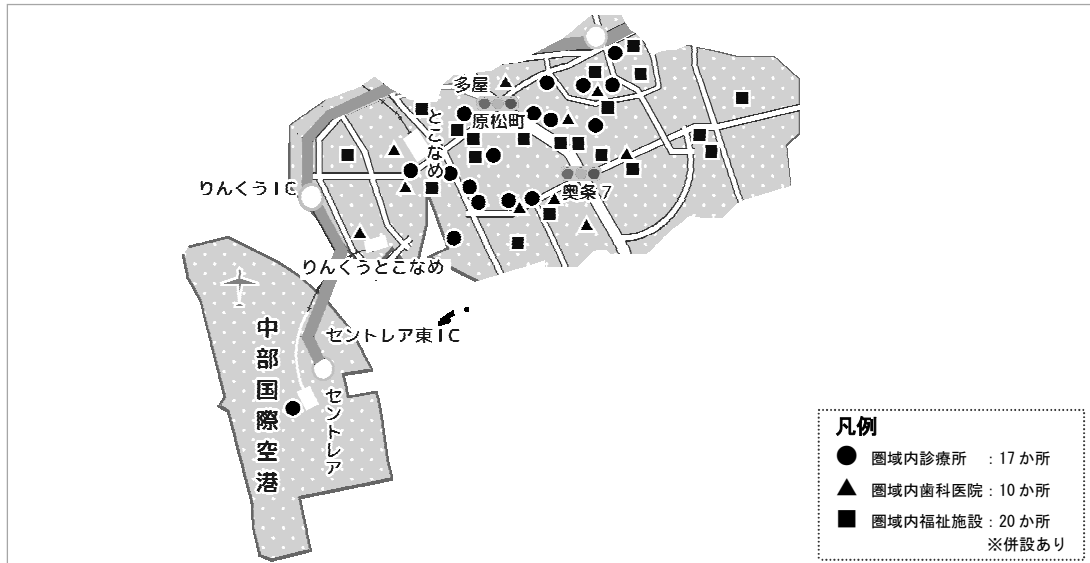 多屋
原松町
とこなめ
奥条7
りんくうIC
りんくうとこなめ
セントレア東IC
中部国際空港
セントレア
凡例
● 圏域内診療所 ：17か所
▲ 圏域内歯科医院：10か所
■ 圏域内福祉施設：20か所
※併設あり